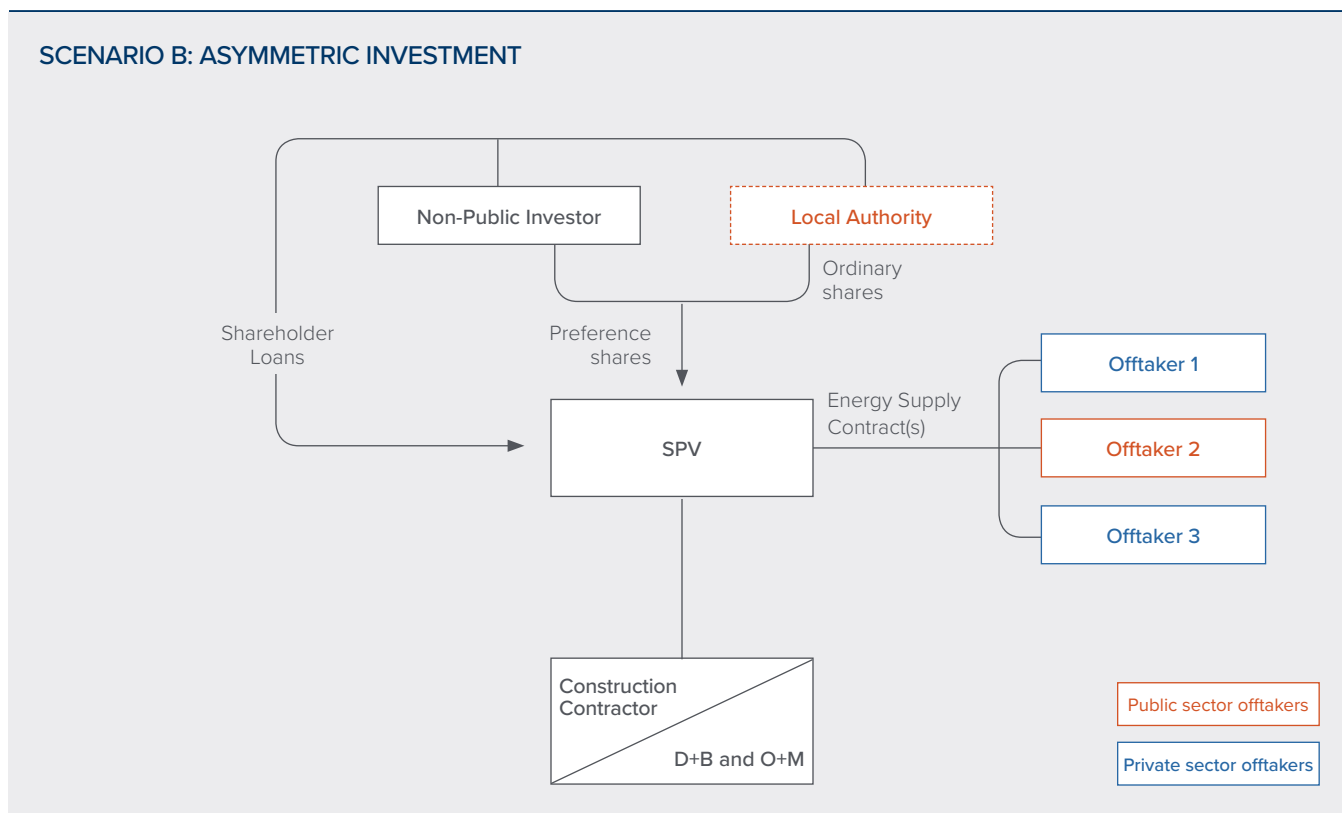 SCENARIO B: ASYMMETRIC INVESTMENT
Non-Public Investor
Local Authority
Ordinary
shares
Shareholder
Loans
Preference
shares
SPV
Energy Supply
Contract(s)
Offtaker 1
Offtaker 2
Offtaker 3
Construction
Contractor
D+B and O+M
Public sector offtakers
Private sector offtakers